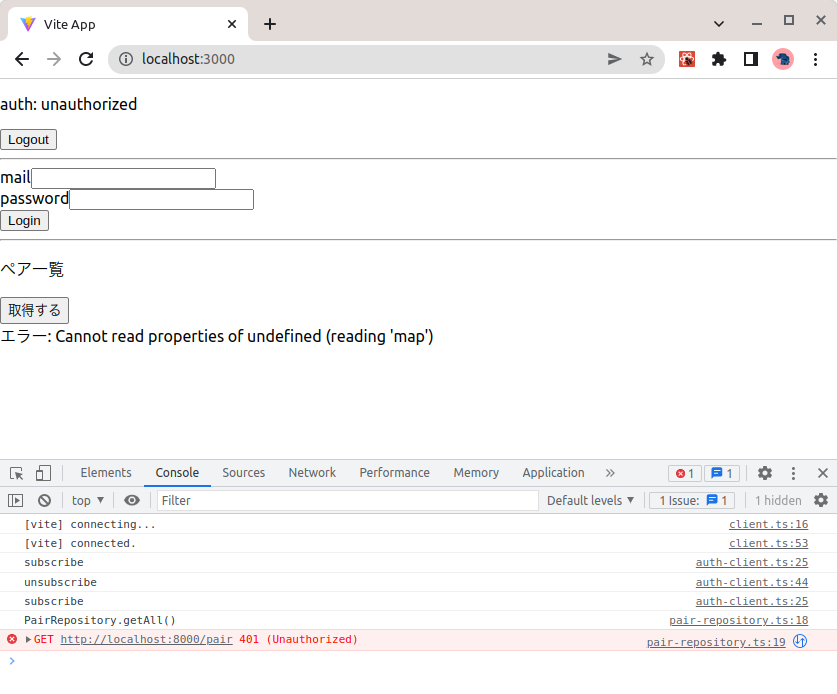 Vite App
localhost:3000
auth: unauthorized
Logout
mail
password
Login
ペア一覧
取得する
エラー: Cannot read properties of undefined (reading 'map')
Elements Console Sources Network Performance Memory Application » 1 1
top ▼ Filter Default levels ▼ 1 Issue: 1 1 hidden
[vite] connecting... client.ts:16
[vite] connected. client.ts:53
subscribe auth-client.ts:25
unsubscribe auth-client.ts:44
subscribe auth-client.ts:25
PairRepository.getAll() pair-repository.ts:18
GET http://localhost:8000/pair 401 (Unauthorized) pair-repository.ts:19